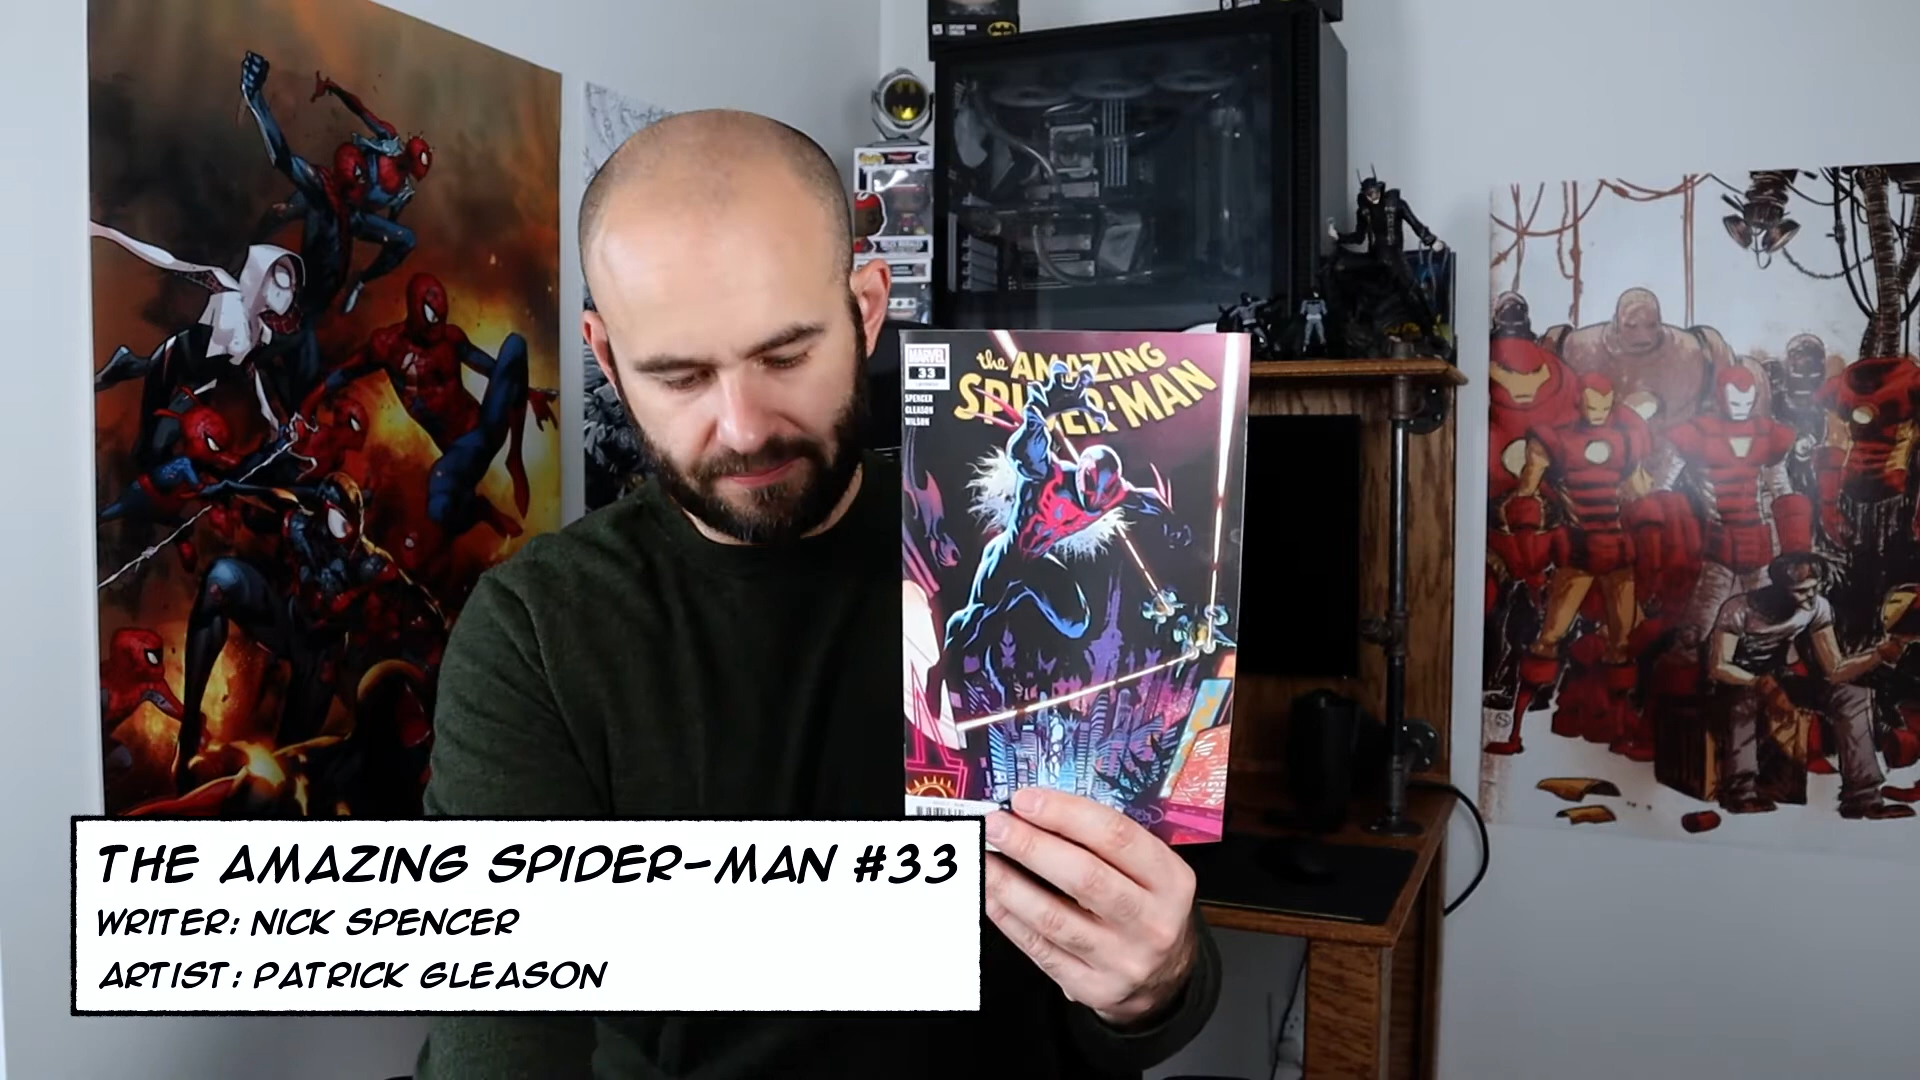 MARVEL
33
SPENCER
GLEASON
WILSON
the AMAZING
SPIDER-MAN
THE AMAZING SPIDER-MAN #33
WRITER: NICK SPENCER
ARTIST: PATRICK GLEASON